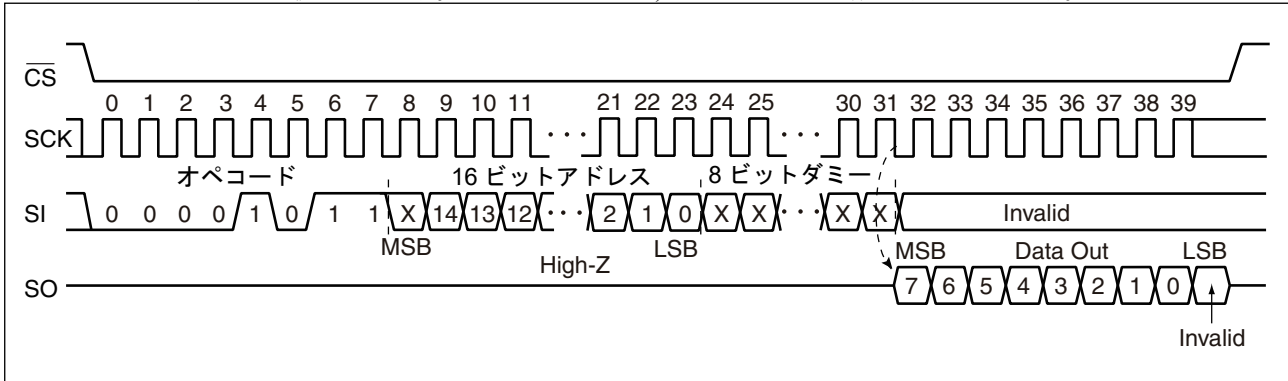 CS
0 1 2 3 4 5 6 7 8 9 10 11 21 22 23 24 25 30 31 32 33 34 35 36 37 38 39
SCK ··· ···
オペコード 16 ビットアドレス 8 ビットダミー
SI 0 0 0 0 1 0 1 1 X 14 13 12 ··· 2 1 0 X X ··· X X Invalid
MSB LSB MSB Data Out LSB
High-Z
SO 7 6 5 4 3 2 1 0
Invalid